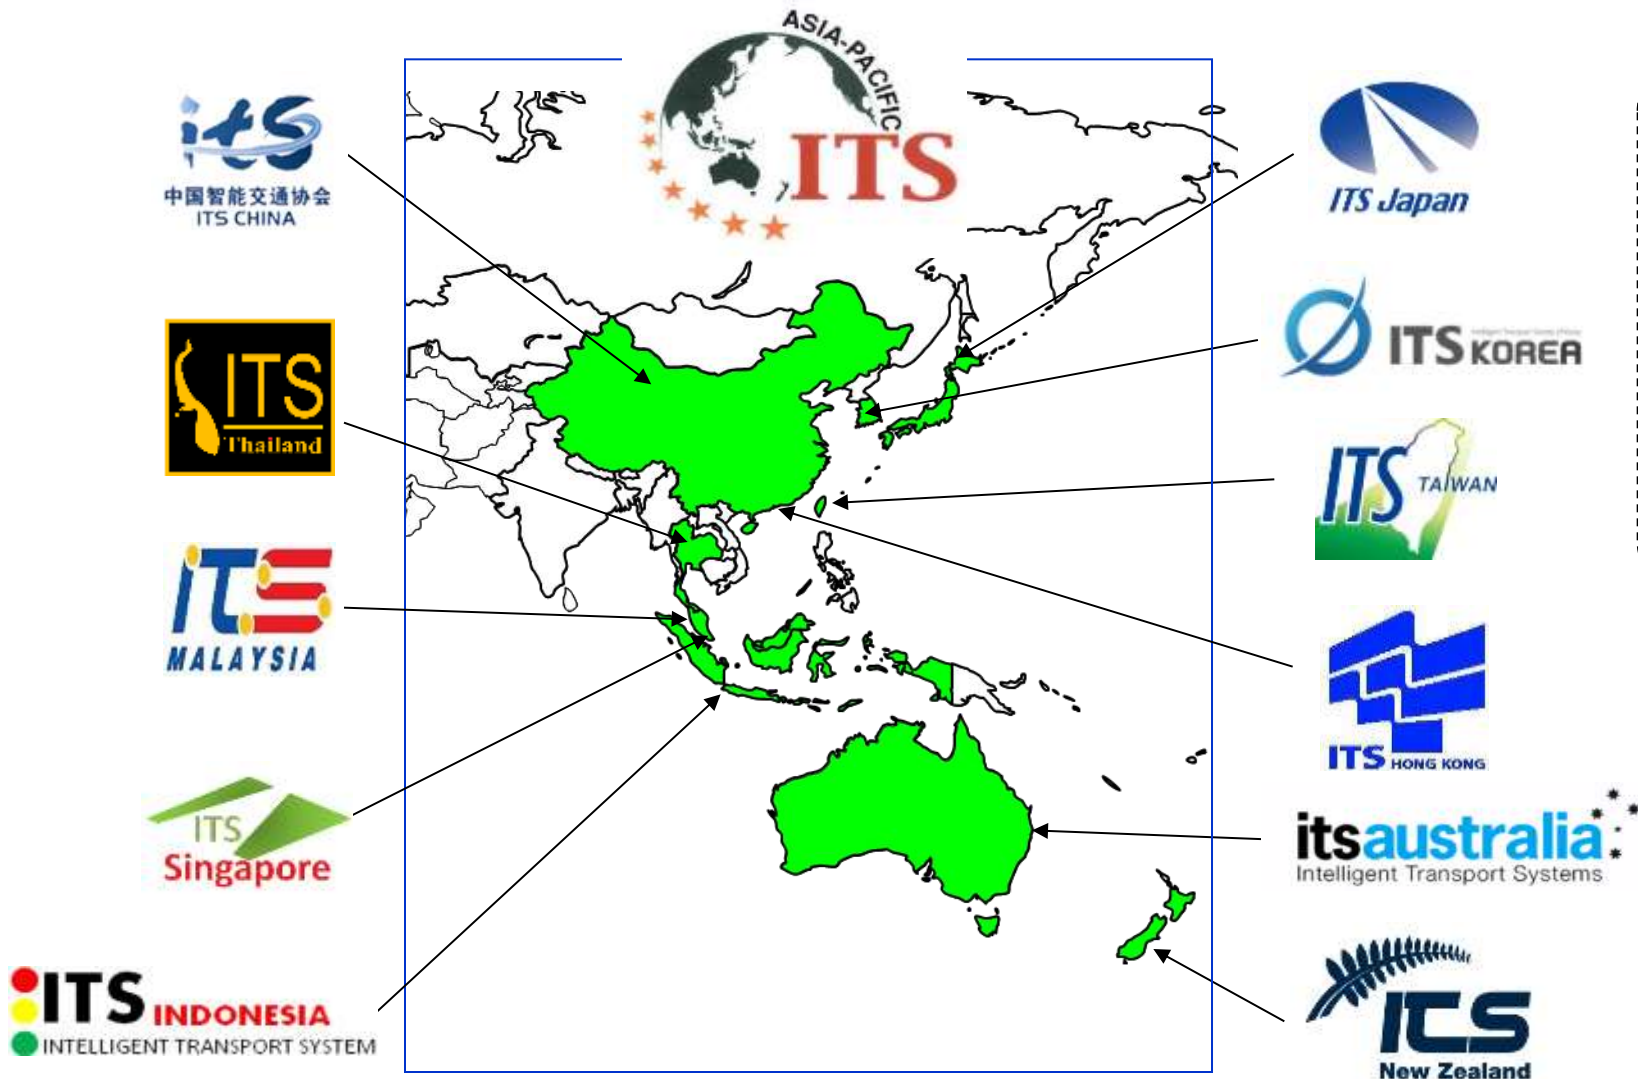 ASIA-PACIFIC
ITS
its
中国智能交通协会
ITS CHINA
ITS
Thailand
ITS
MALAYSIA
ITS
Singapore
ITS INDONESIA
INTELLIGENT TRANSPORT SYSTEM
ITS Japan
ITS KOREA
ITS TAIWAN
ITS HONG KONG
itsaustralia
Intelligent Transport Systems
ITS
New Zealand